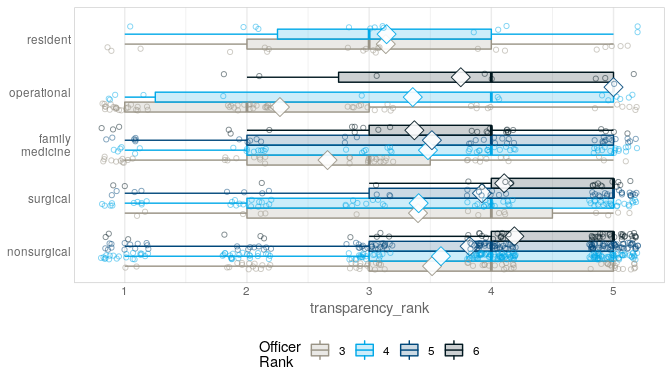 resident
operational
family
medicine
surgical
nonsurgical
1 2 3 4 5
transparency_rank
Officer
Rank
3 4 5 6